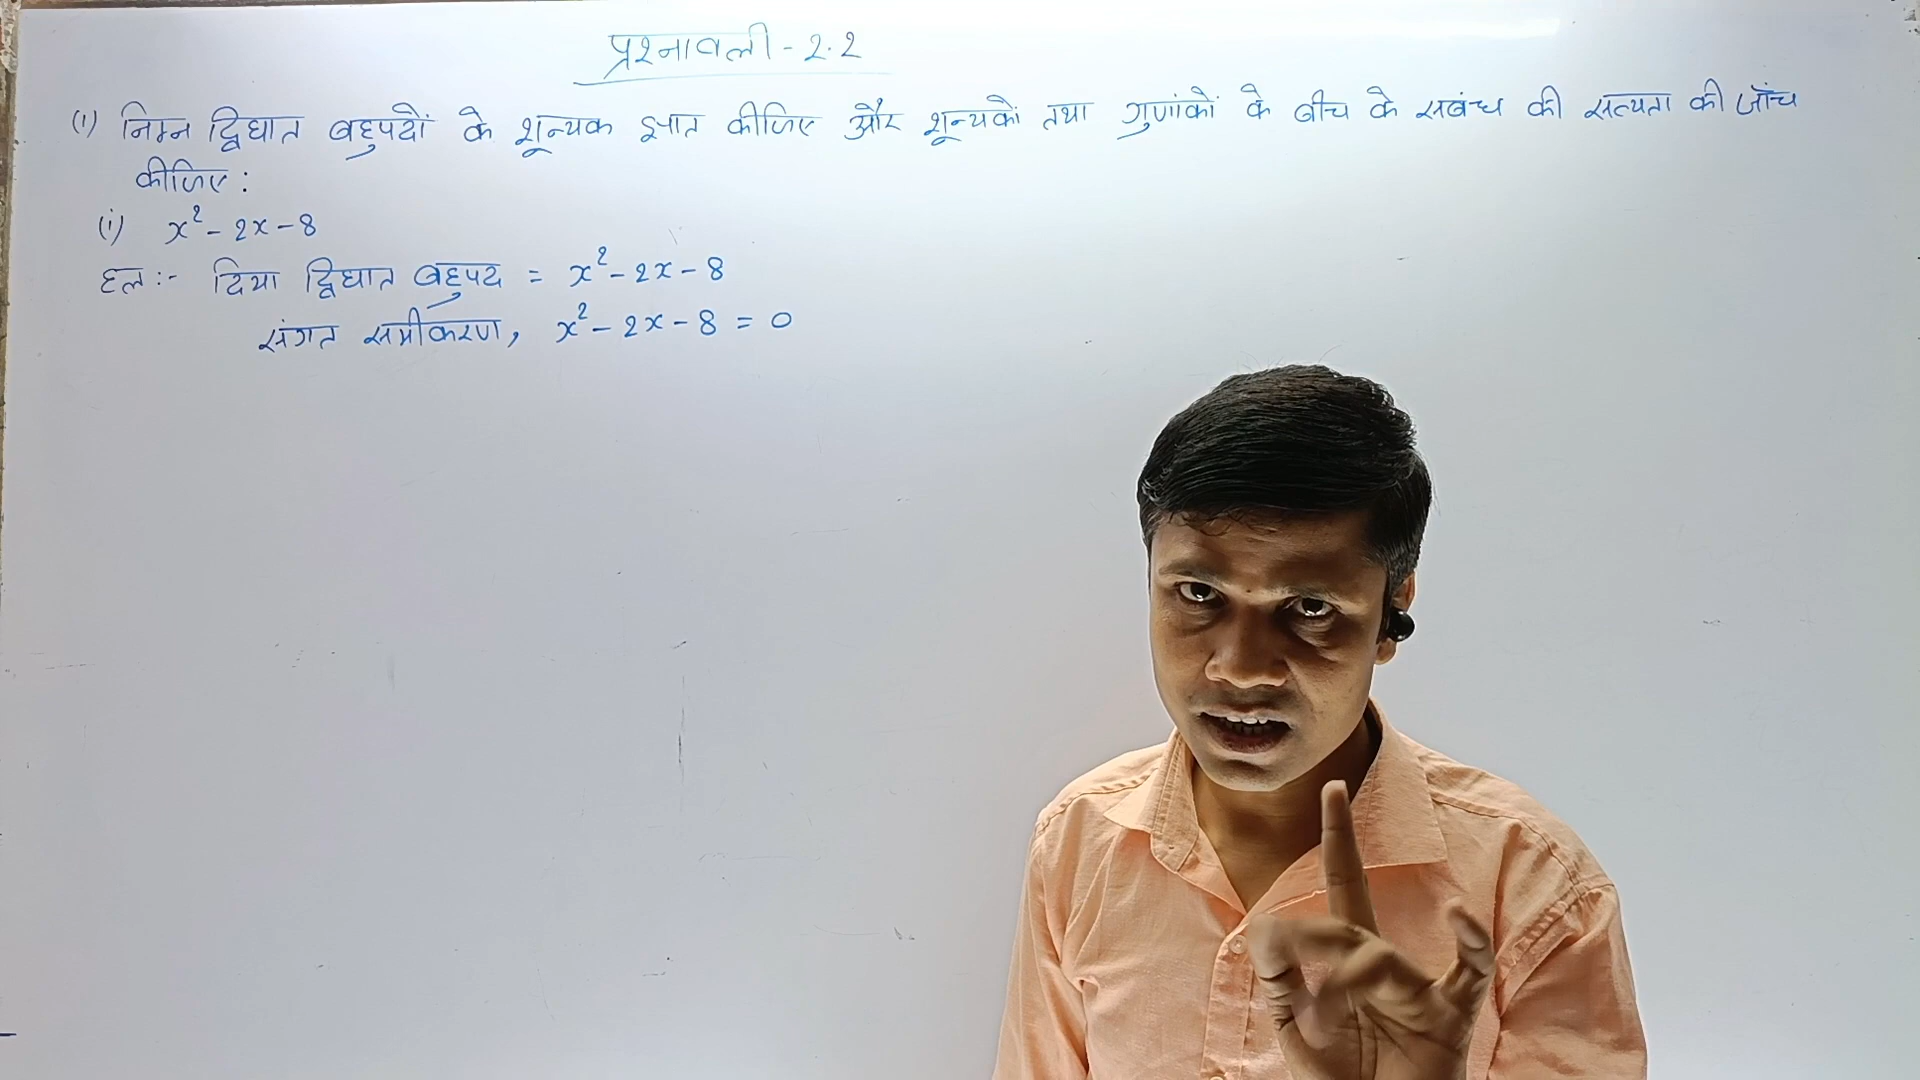 प्रश्नावली - 2.2
(1) निम्न द्विघात बहुपदों के शून्यक ज्ञात कीजिए और शून्यकों तथा गुणांकों के बीच के सबंध की सत्यता की जाँच
कीजिए :
(i) x² - 2x - 8
हल :- दिया द्विघात बहुपद = x² - 2x - 8
संगत समीकरण, x² - 2x - 8 = 0